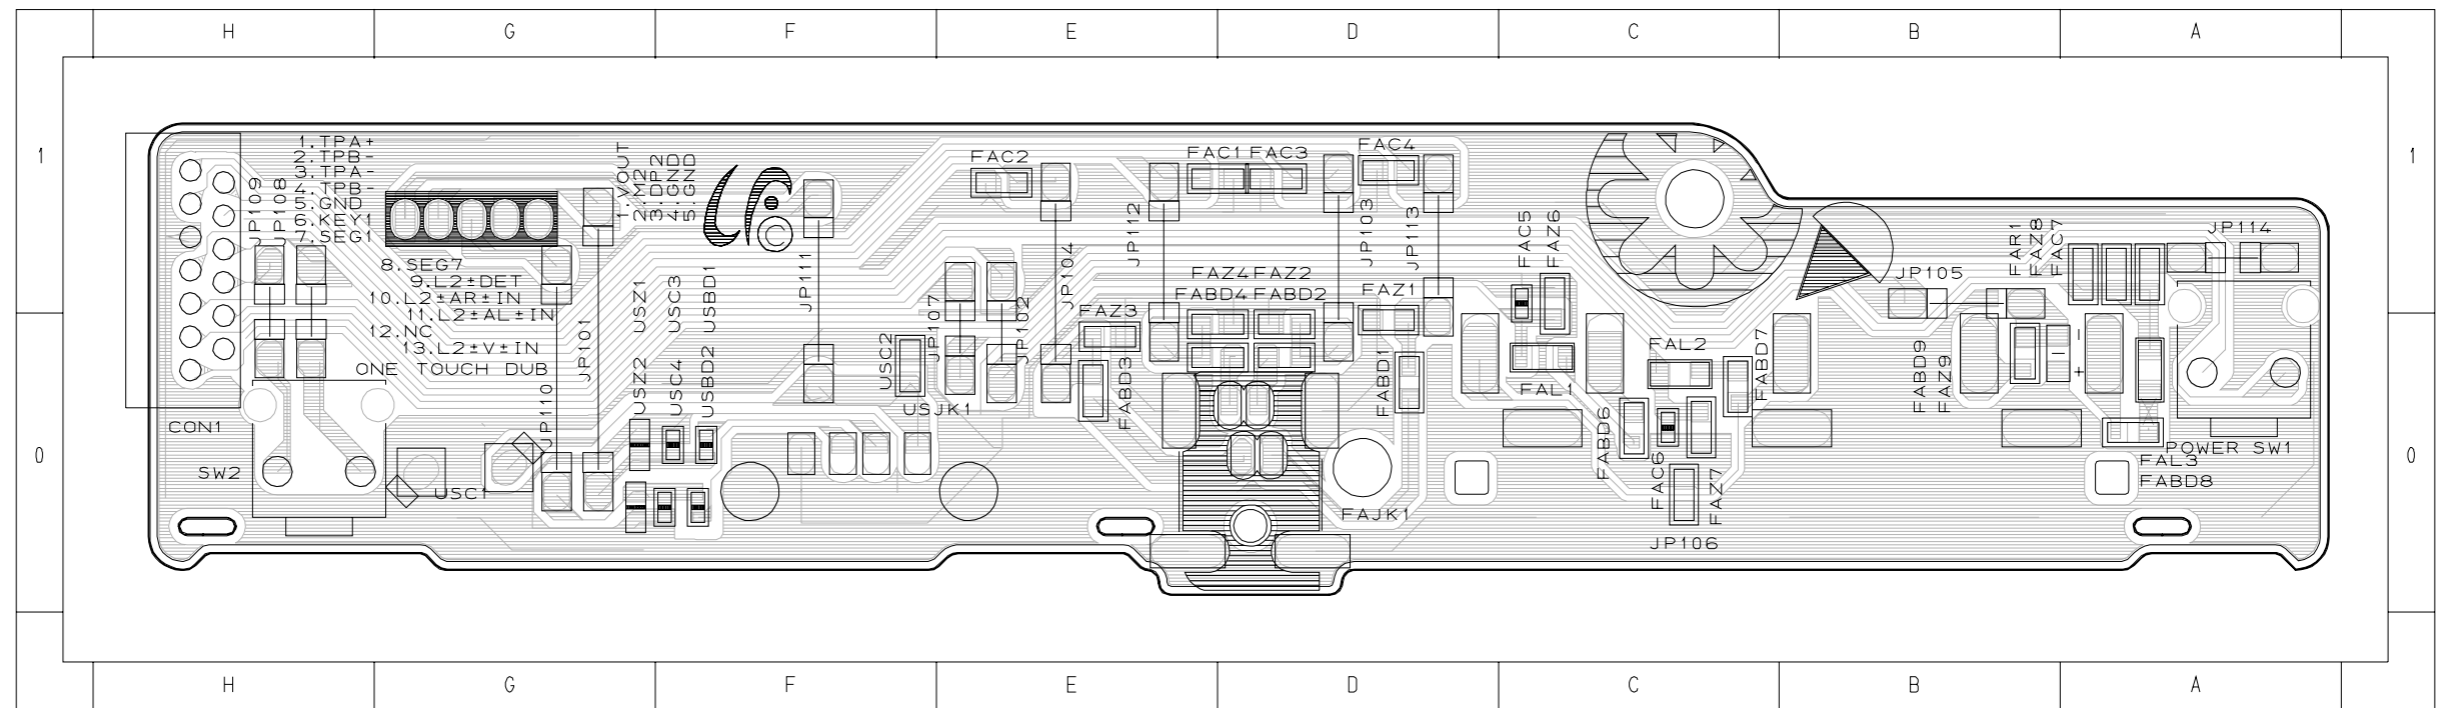 H G F E D C B A
1 1
0 0
1.TPA+
2.TPB-
3.TPA-
4.TPB-
5.GND
6.KEY1
7.SEG1
8.SEG7
9.L2±DET
10.L2±AR±IN
11.L2±AL±IN
12.NC
13.L2±V±IN
ONE TOUCH DUB
JP109
JP108
1.VOUT
2.M2
3.DP2
4.GND
5.GND
CON1
SW2
USC1
JP110
JP101
USZ1
USC3
USBD1
USZ2
USC4
USBD2
JP111
USC2
USJK1
JP107
JP102
JP104
FAC2
FAZ3
FABD3
JP112
FAC1
FAC3
FAC4
JP103
JP113
FAZ4
FAZ2
FABD4
FABD2
FAZ1
FABD1
FAJK1
FAC5
FAZ6
FAL1
FAL2
FABD7
FABD6
FAC6
FAZ7
JP106
C
JP105
FABD9
FAZ9
FAR1
FAZ8
FAC7
JP114
-
+
POWER SW1
FAL3
FABD8
H G F E D C B A